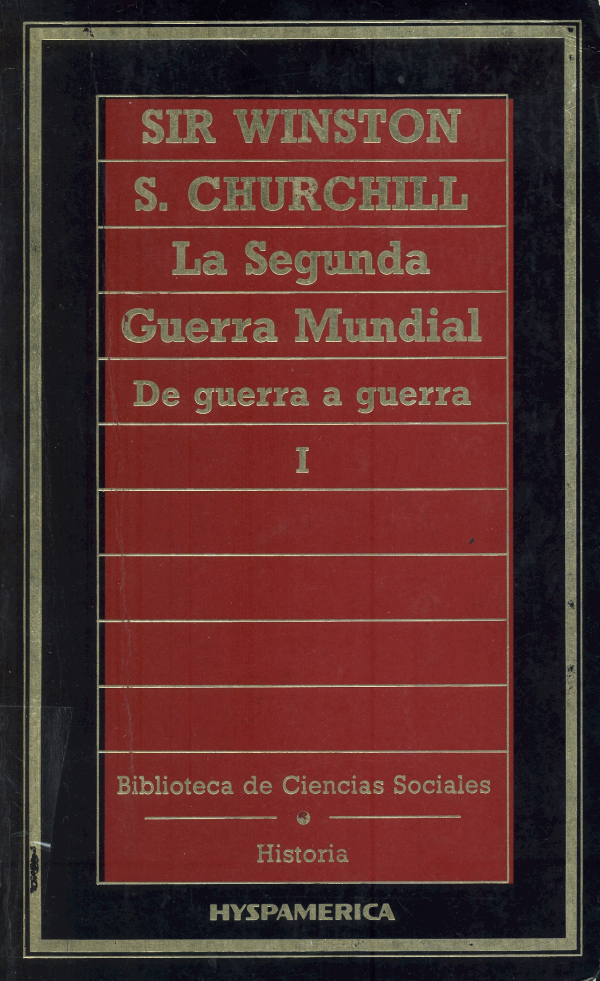 SIR WINSTON
S. CHURCHILL
La Segunda
Guerra Mundial
De guerra a guerra
I
Biblioteca de Ciencias Sociales
Historia
HYSPAMERICA